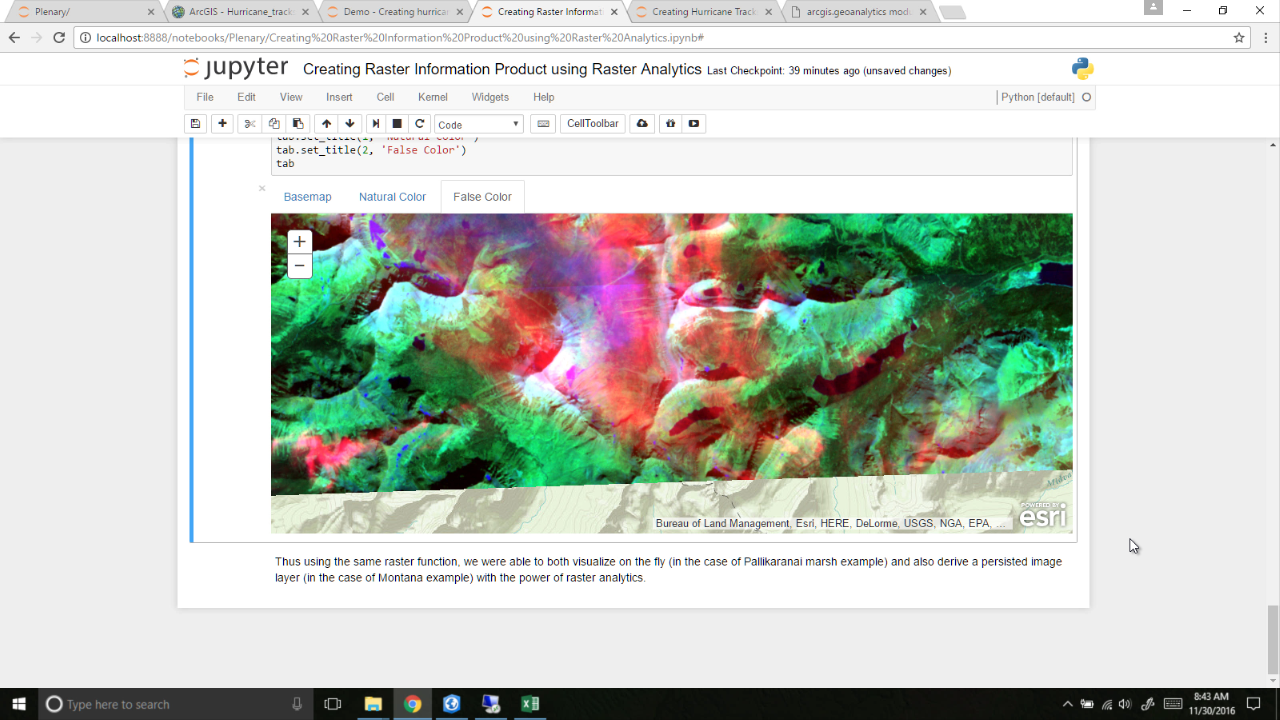 Plenary/
ArcGIS - Hurricane_track
Demo - Creating hurrica
Creating Raster Informat
Creating Hurricane Track
arcgis.geoanalytics mod
localhost:8888/notebooks/Plenary/Creating%20Raster%20Information%20Product%20using%20Raster%20Analytics.ipynb#
jupyter Creating Raster Information Product using Raster Analytics Last Checkpoint: 39 minutes ago (unsaved changes)
File Edit View Insert Cell Kernel Widgets Help Python [default]
Code CellToolbar
tab.set_title(1, 'Natural Color')
tab.set_title(2, 'False Color')
tab
Basemap Natural Color False Color
+
−
POWERED BY
esri
Bureau of Land Management, Esri, HERE, DeLorme, USGS, NGA, EPA, ...
Thus using the same raster function, we were able to both visualize on the fly (in the case of Pallikaranai marsh example) and also derive a persisted image
layer (in the case of Montana example) with the power of raster analytics.
Type here to search
8:43 AM
11/30/2016